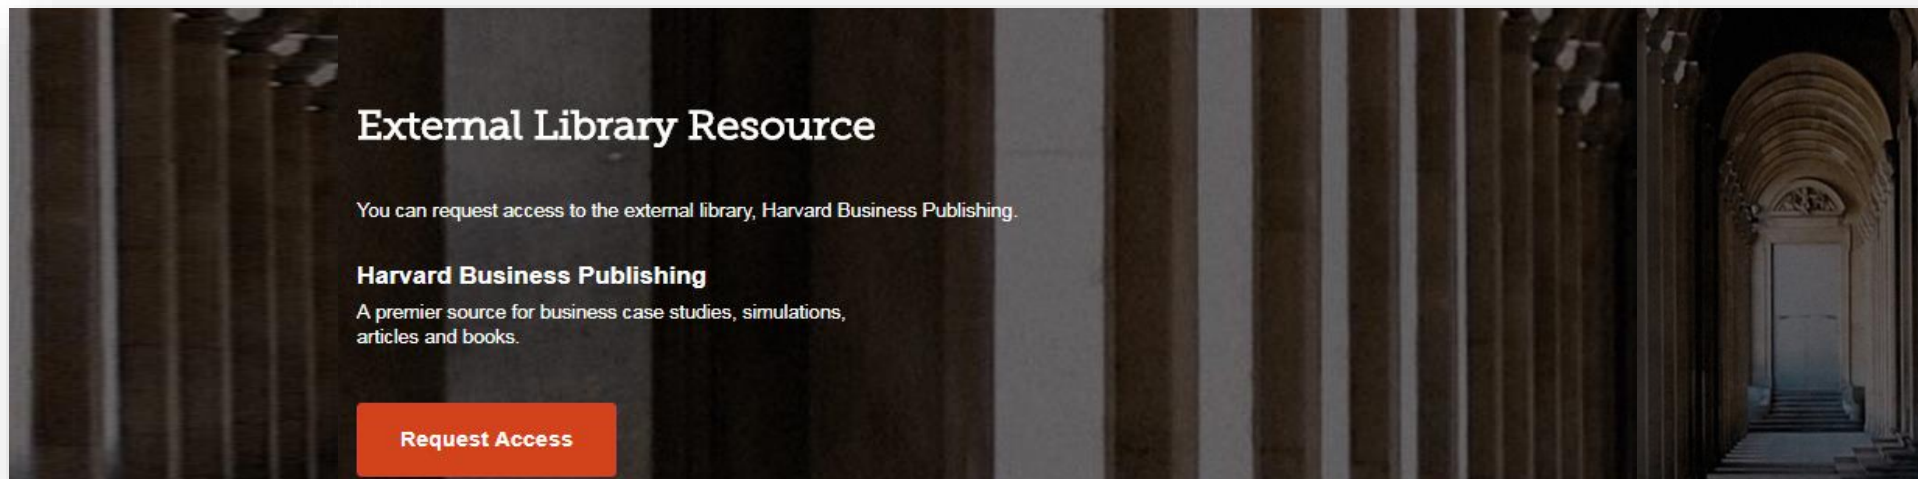 External Library Resource
You can request access to the external library, Harvard Business Publishing.
Harvard Business Publishing
A premier source for business case studies, simulations,
articles and books.
Request Access